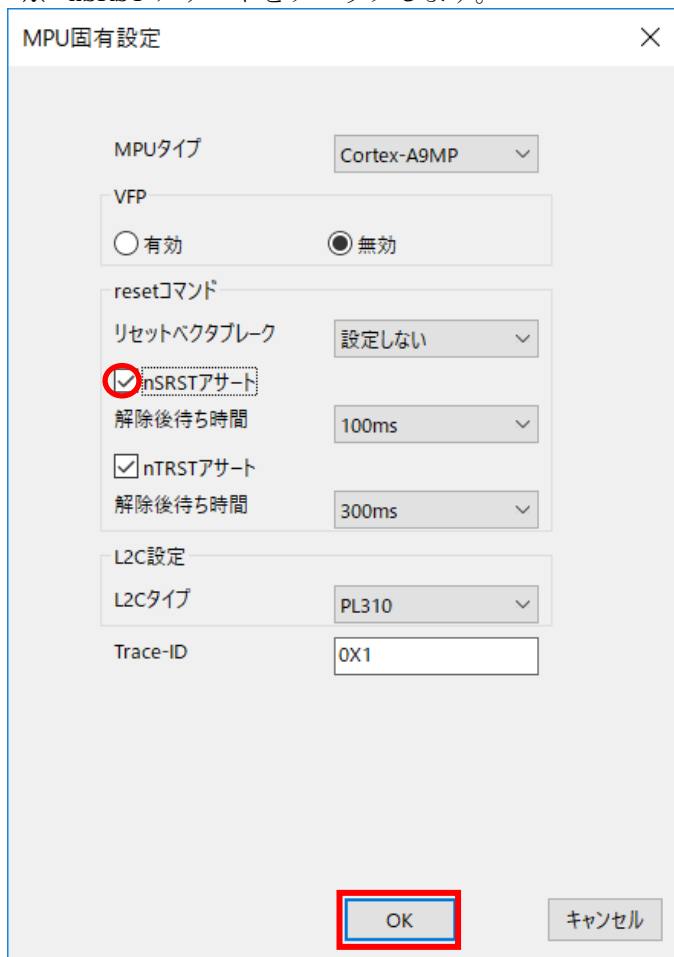 MPU固有設定
MPUタイプ
Cortex-A9MP
VFP
有効
無効
resetコマンド
リセットベクタブレーク
設定しない
nSRSTアサート
解除後待ち時間
100ms
nTRSTアサート
解除後待ち時間
300ms
L2C設定
L2Cタイプ
PL310
Trace-ID
0X1
OK
キャンセル